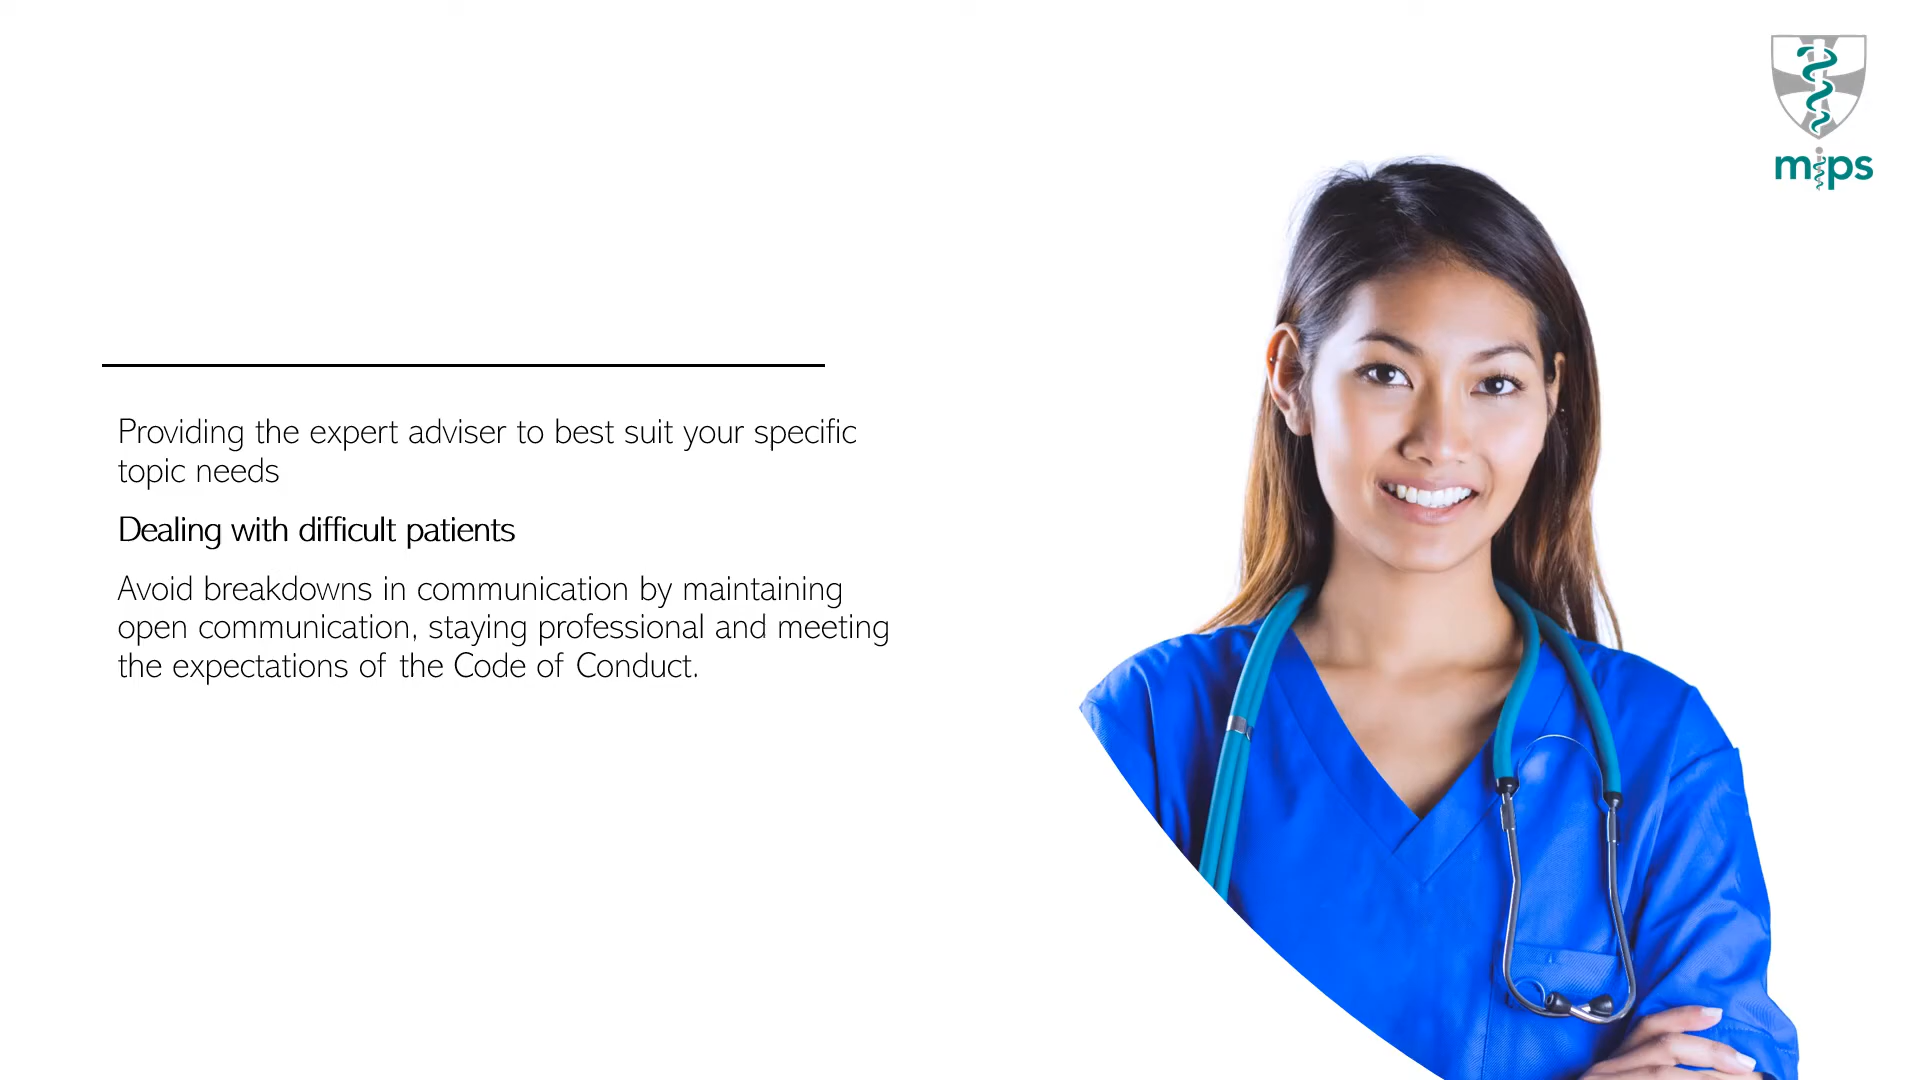 mips
Providing the expert adviser to best suit your specific
topic needs
Dealing with difficult patients
Avoid breakdowns in communication by maintaining
open communication, staying professional and meeting
the expectations of the Code of Conduct.